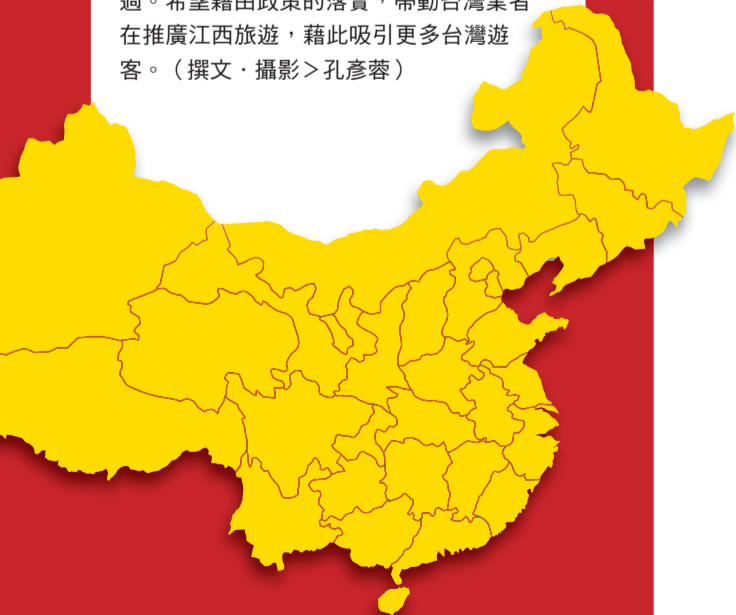 過。希望藉由政策的落實，帶動台灣業者
在推廣江西旅遊，藉此吸引更多台灣遊
客。（撰文．攝影＞孔彥蓉）